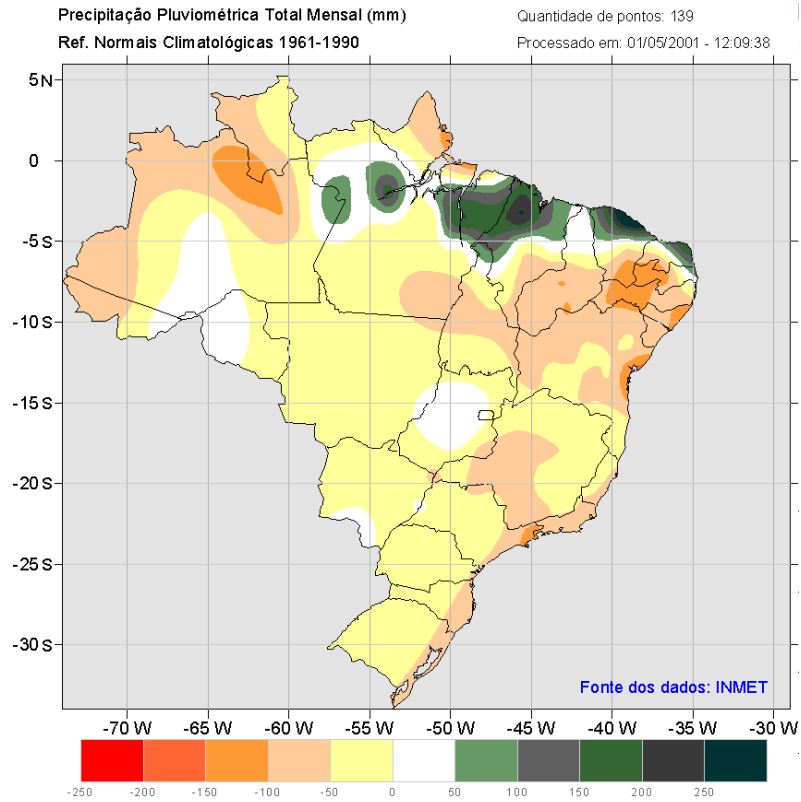 Precipitação Pluviométrica Total Mensal (mm)
Quantidade de pontos: 139
Ref. Normais Climatológicas 1961-1990
Processado em: 01/05/2001 - 12:09:38
5 N
0
-5 S
-10 S
-15 S
-20 S
-25 S
-30 S
Fonte dos dados: INMET
-70 W -65 W -60 W -55 W -50 W -45 W -40 W -35 W -30 W
-250 -200 -150 -100 -50 0 50 100 150 200 250